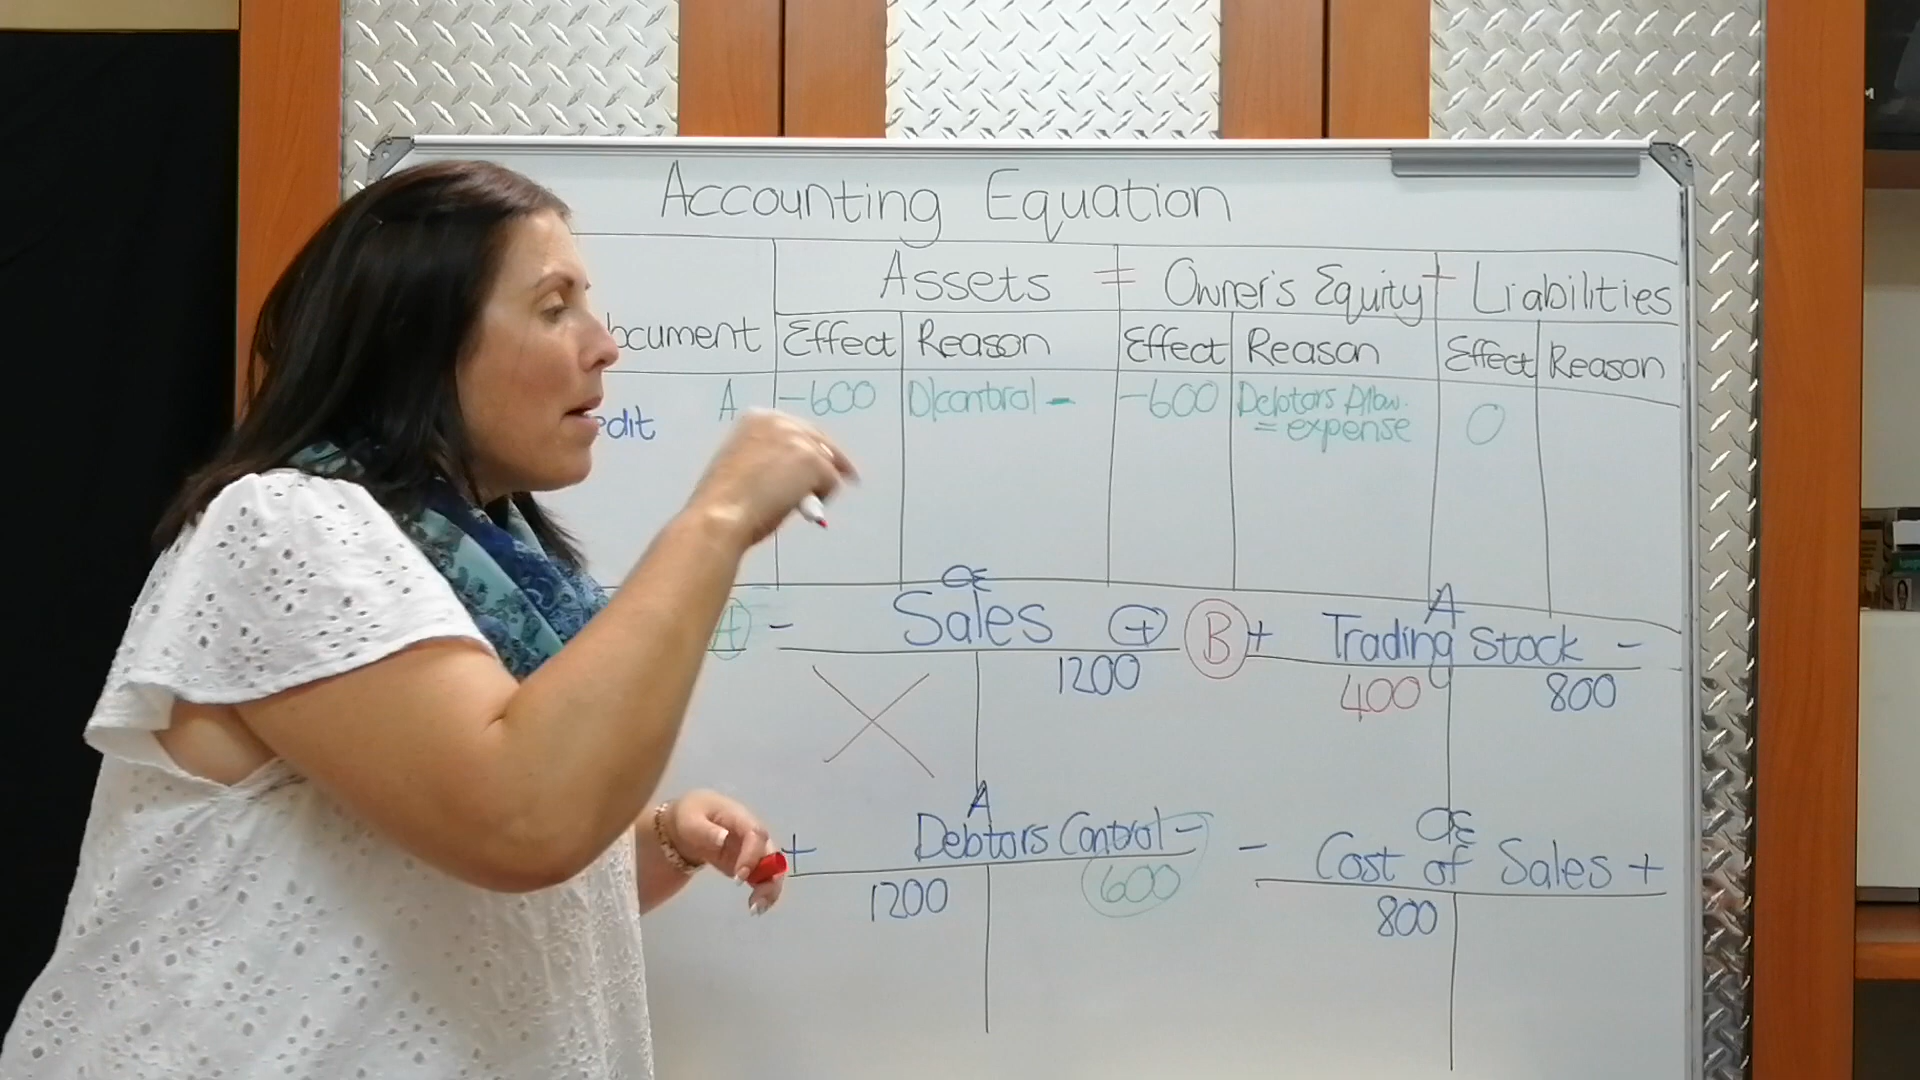 Accounting Equation
Assets = Owner's Equity + Liabilities
ocument Effect Reason Effect Reason Effect Reason
A -600 D|control - -600 Debtors Allow. 0
edit = expense
OE A
A - Sales + B + Trading Stock -
1200 400 800
A OE
+ Debtors Control - - Cost of Sales +
1200 600 800